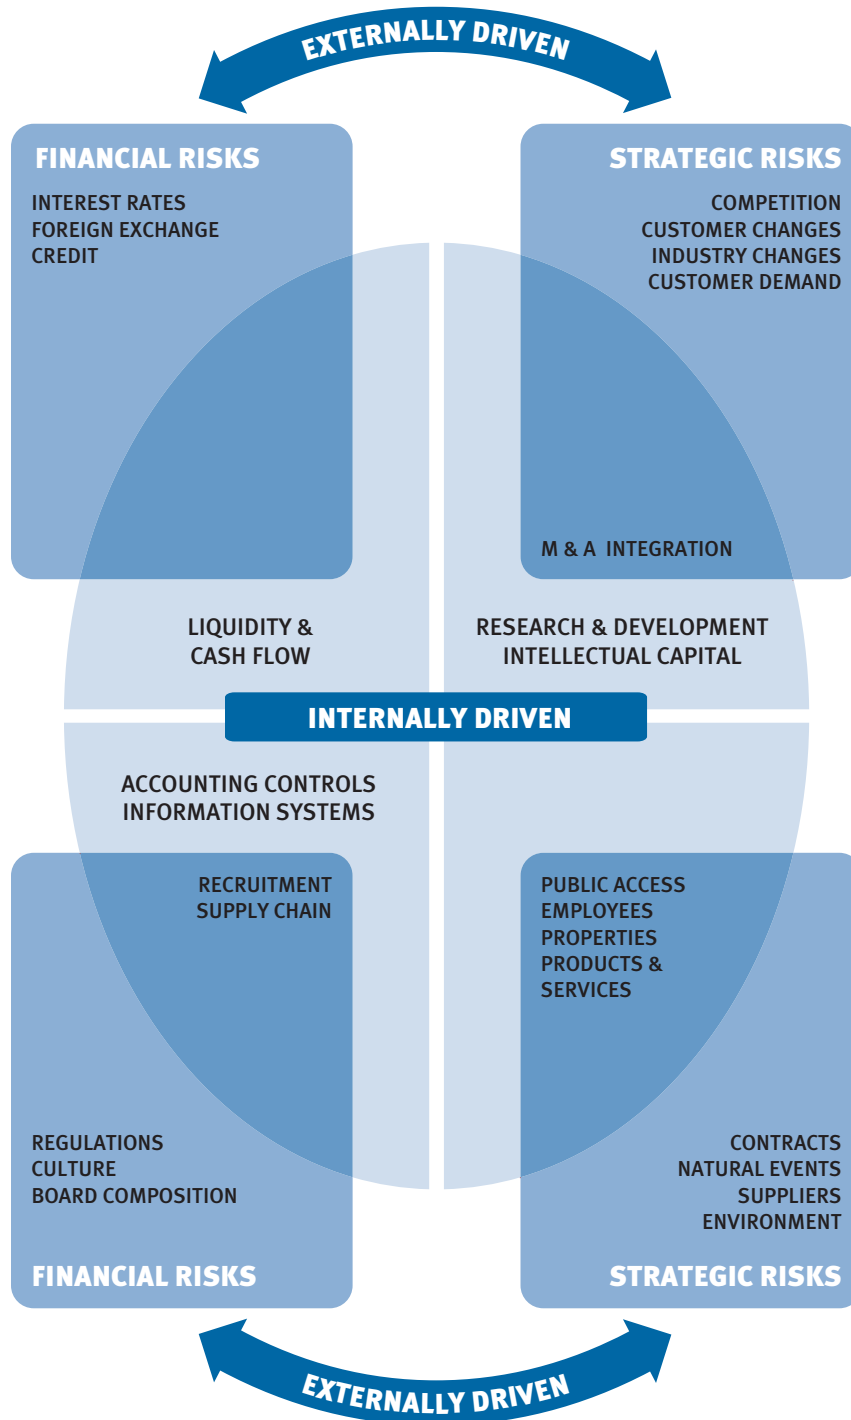 EXTERNALLY DRIVEN
FINANCIAL RISKS
INTEREST RATES
FOREIGN EXCHANGE
CREDIT
STRATEGIC RISKS
COMPETITION
CUSTOMER CHANGES
INDUSTRY CHANGES
CUSTOMER DEMAND
M & A INTEGRATION
LIQUIDITY &
CASH FLOW
RESEARCH & DEVELOPMENT
INTELLECTUAL CAPITAL
INTERNALLY DRIVEN
ACCOUNTING CONTROLS
INFORMATION SYSTEMS
RECRUITMENT
SUPPLY CHAIN
PUBLIC ACCESS
EMPLOYEES
PROPERTIES
PRODUCTS &
SERVICES
REGULATIONS
CULTURE
BOARD COMPOSITION
FINANCIAL RISKS
CONTRACTS
NATURAL EVENTS
SUPPLIERS
ENVIRONMENT
STRATEGIC RISKS
EXTERNALLY DRIVEN